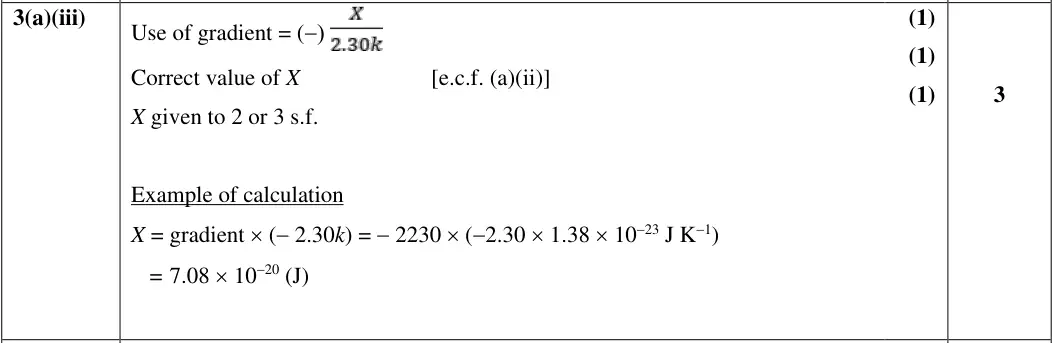 3(a)(iii)
Use of gradient = (−) X/2.30k (1)
(1)
Correct value of X [e.c.f. (a)(ii)]
(1) 3
X given to 2 or 3 s.f.
Example of calculation
X = gradient × (− 2.30k) = − 2230 × (−2.30 × 1.38 × 10⁻²³ J K⁻¹)
= 7.08 × 10⁻²⁰ (J)